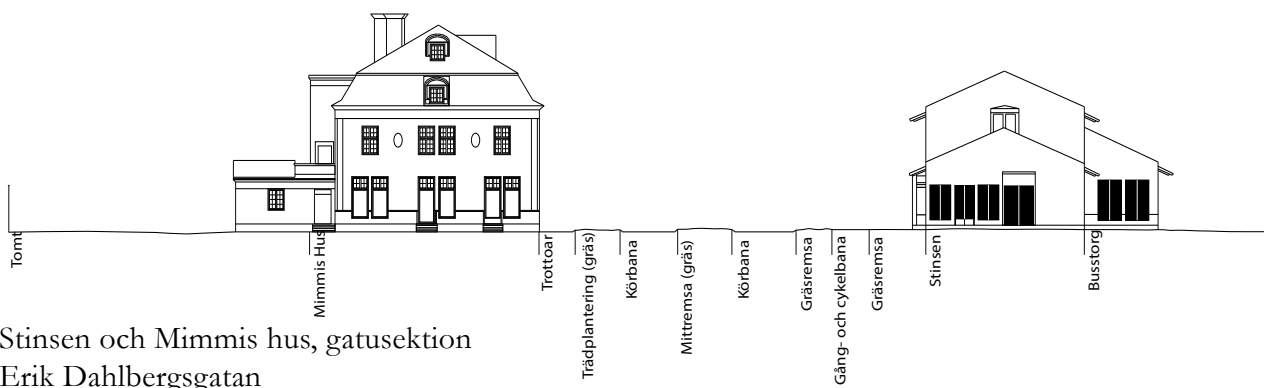 Tomt
Mimmis Hus
Trottoar
Trädplantering (gräs)
Körbana
Mittremsa (gräs)
Körbana
Gräsremsa
Gång- och cykelbana
Gräsremsa
Stinsen
Busstorg
Stinsen och Mimmis hus, gatusektion
Erik Dahlbergsgatan